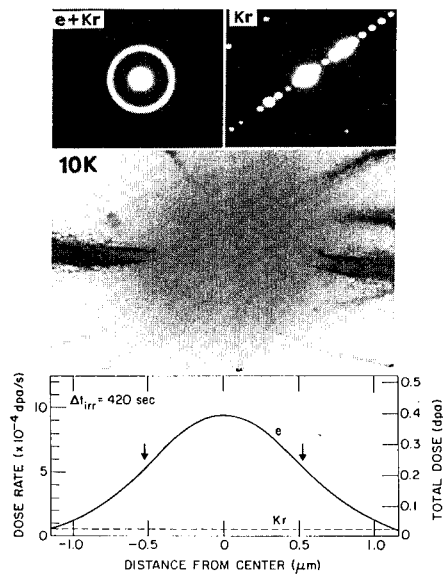 e+Kr
Kr
10K
Δt_irr = 420 sec
e
Kr
DOSE RATE (x10⁻⁴ dpa/s)
10
5
0
TOTAL DOSE (dpa)
0.5
0.4
0.3
0.2
0.1
0
-1.0 -0.5 0 0.5 1.0
DISTANCE FROM CENTER (μm)